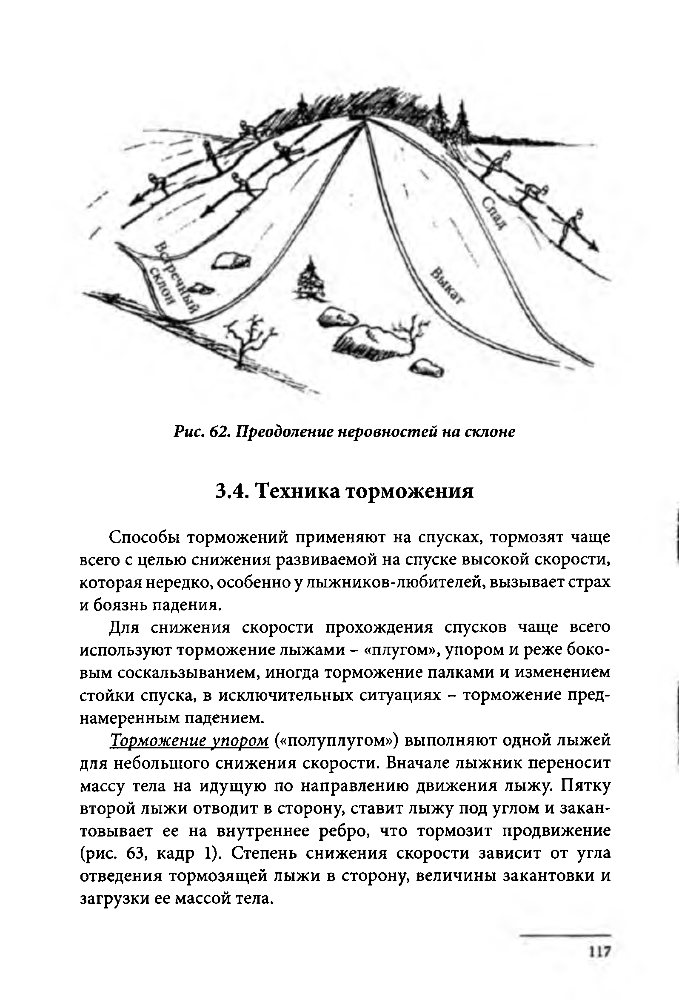 Спад
Встречный
склон
Выкат
Рис. 62. Преодоление неровностей на склоне
3.4. Техника торможения
Способы торможений применяют на спусках, тормозят чаще
всего с целью снижения развиваемой на спуске высокой скорости,
которая нередко, особенно у лыжников-любителей, вызывает страх
и боязнь падения.
Для снижения скорости прохождения спусков чаще всего
используют торможение лыжами – «плугом», упором и реже боко-
вым соскальзыванием, иногда торможение палками и изменением
стойки спуска, в исключительных ситуациях – торможение пред-
намеренным падением.
Торможение упором («полуплугом») выполняют одной лыжей
для небольшого снижения скорости. Вначале лыжник переносит
массу тела на идущую по направлению движения лыжу. Пятку
второй лыжи отводит в сторону, ставит лыжу под углом и закан-
товывает ее на внутреннее ребро, что тормозит продвижение
(рис. 63, кадр 1). Степень снижения скорости зависит от угла
отведения тормозящей лыжи в сторону, величины закантовки и
загрузки ее массой тела.
117